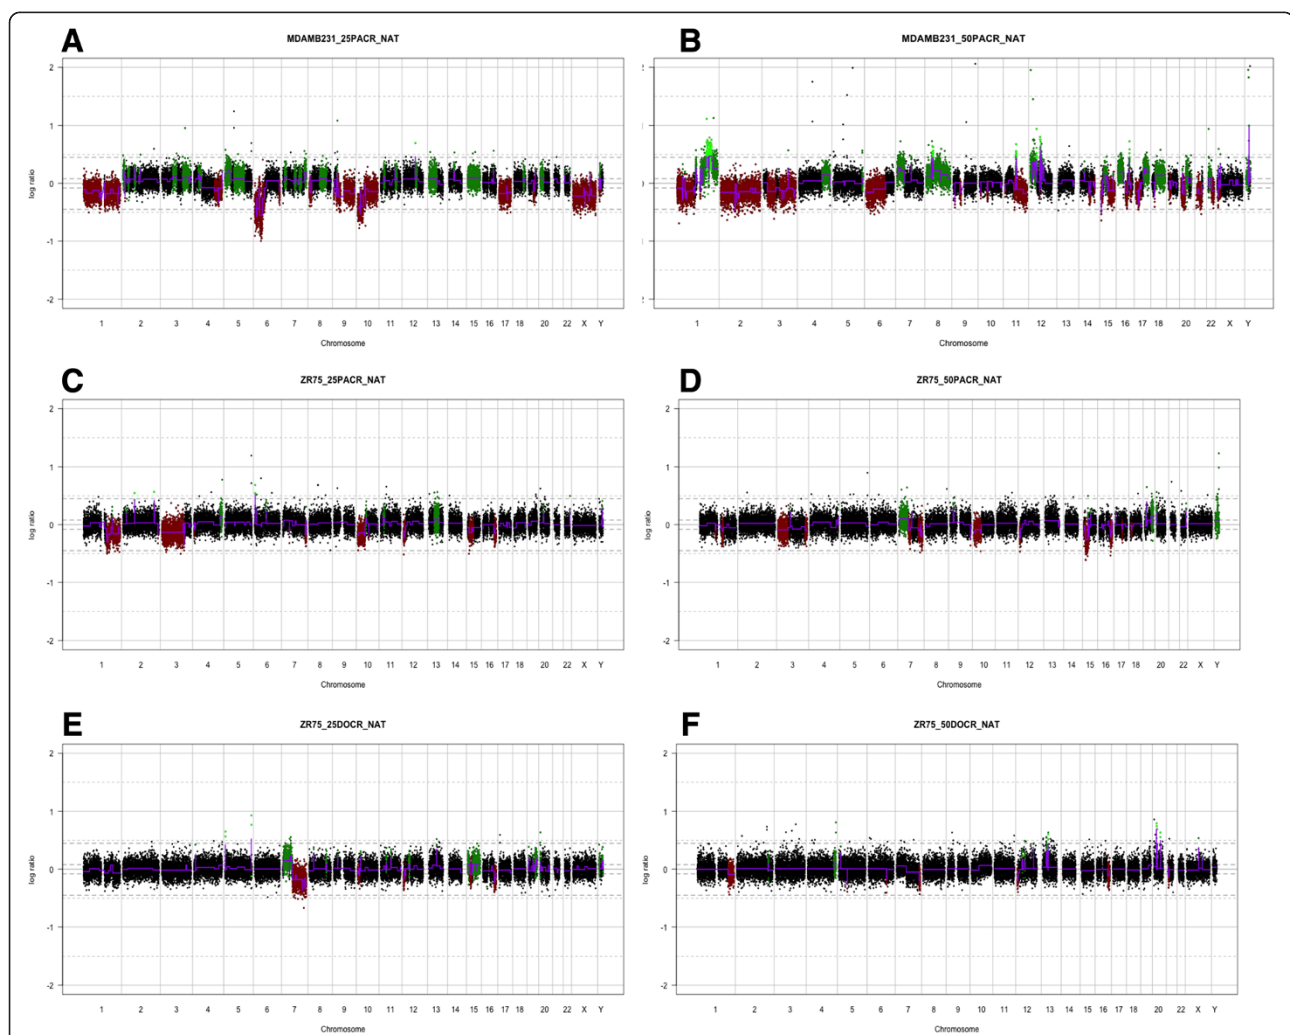 A
MDAMB231_25PACR_NAT
2
1
0
-1
-2
log ratio
1 2 3 4 5 6 7 8 9 10 11 12 13 14 15 16 17 18 20 22 X Y
Chromosome
B
MDAMB231_50PACR_NAT
1 2 3 4 5 6 7 8 9 10 11 12 13 14 15 16 17 18 20 22 X Y
Chromosome
C
ZR75_25PACR_NAT
2
1
0
-1
-2
log ratio
1 2 3 4 5 6 7 8 9 10 11 12 13 14 15 16 17 18 20 22 X Y
Chromosome
D
ZR75_50PACR_NAT
2
1
0
-1
-2
log ratio
1 2 3 4 5 6 7 8 9 10 11 12 13 14 15 16 17 18 20 22 X Y
Chromosome
E
ZR75_25DOCR_NAT
2
1
0
-1
-2
log ratio
1 2 3 4 5 6 7 8 9 10 11 12 13 14 15 16 17 18 20 22 X Y
Chromosome
F
ZR75_50DOCR_NAT
2
1
0
-1
-2
log ratio
1 2 3 4 5 6 7 8 9 10 11 12 13 14 15 16 17 18 20 22 X Y
Chromosome